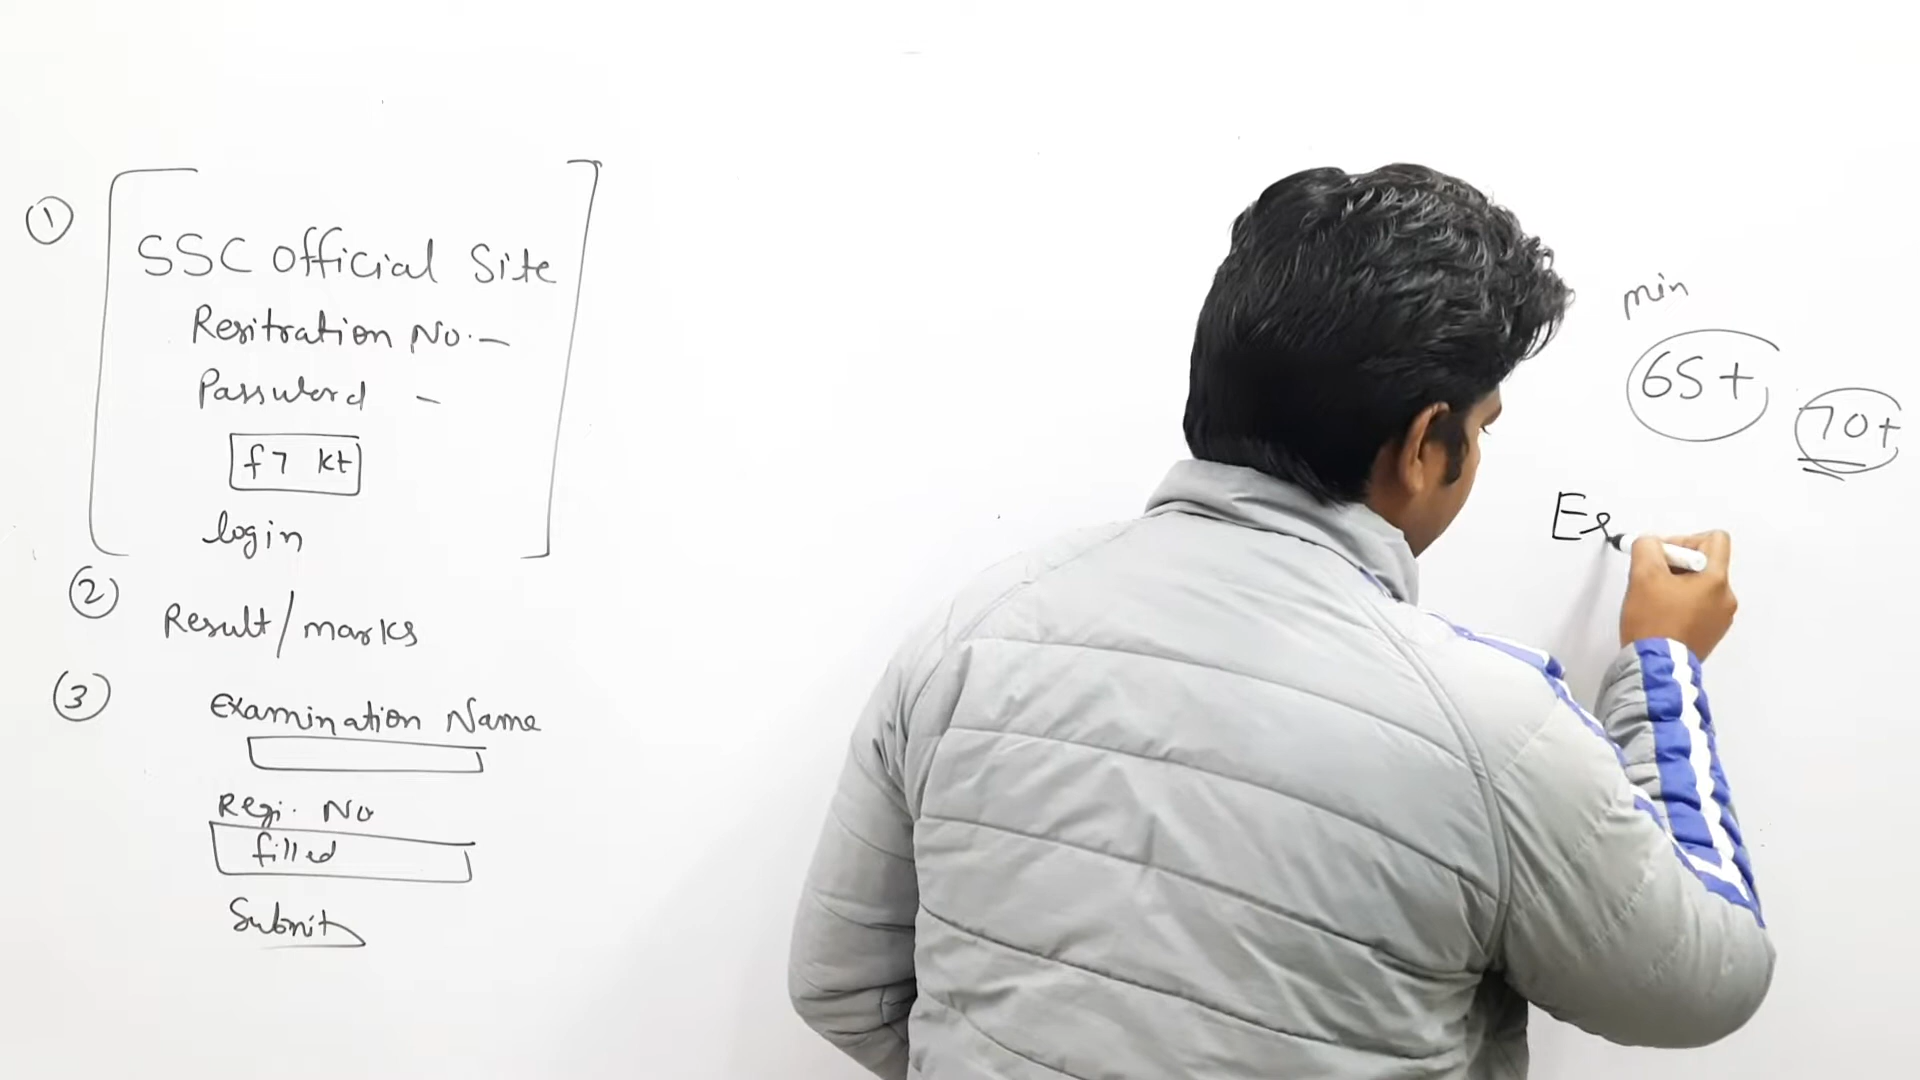 ①
SSC Official Site
Resitration No. —
Password —
f7 kt
login
②
Result/marks
③
Examination Name
Regi. No
filled
Submit
min
65+
70+